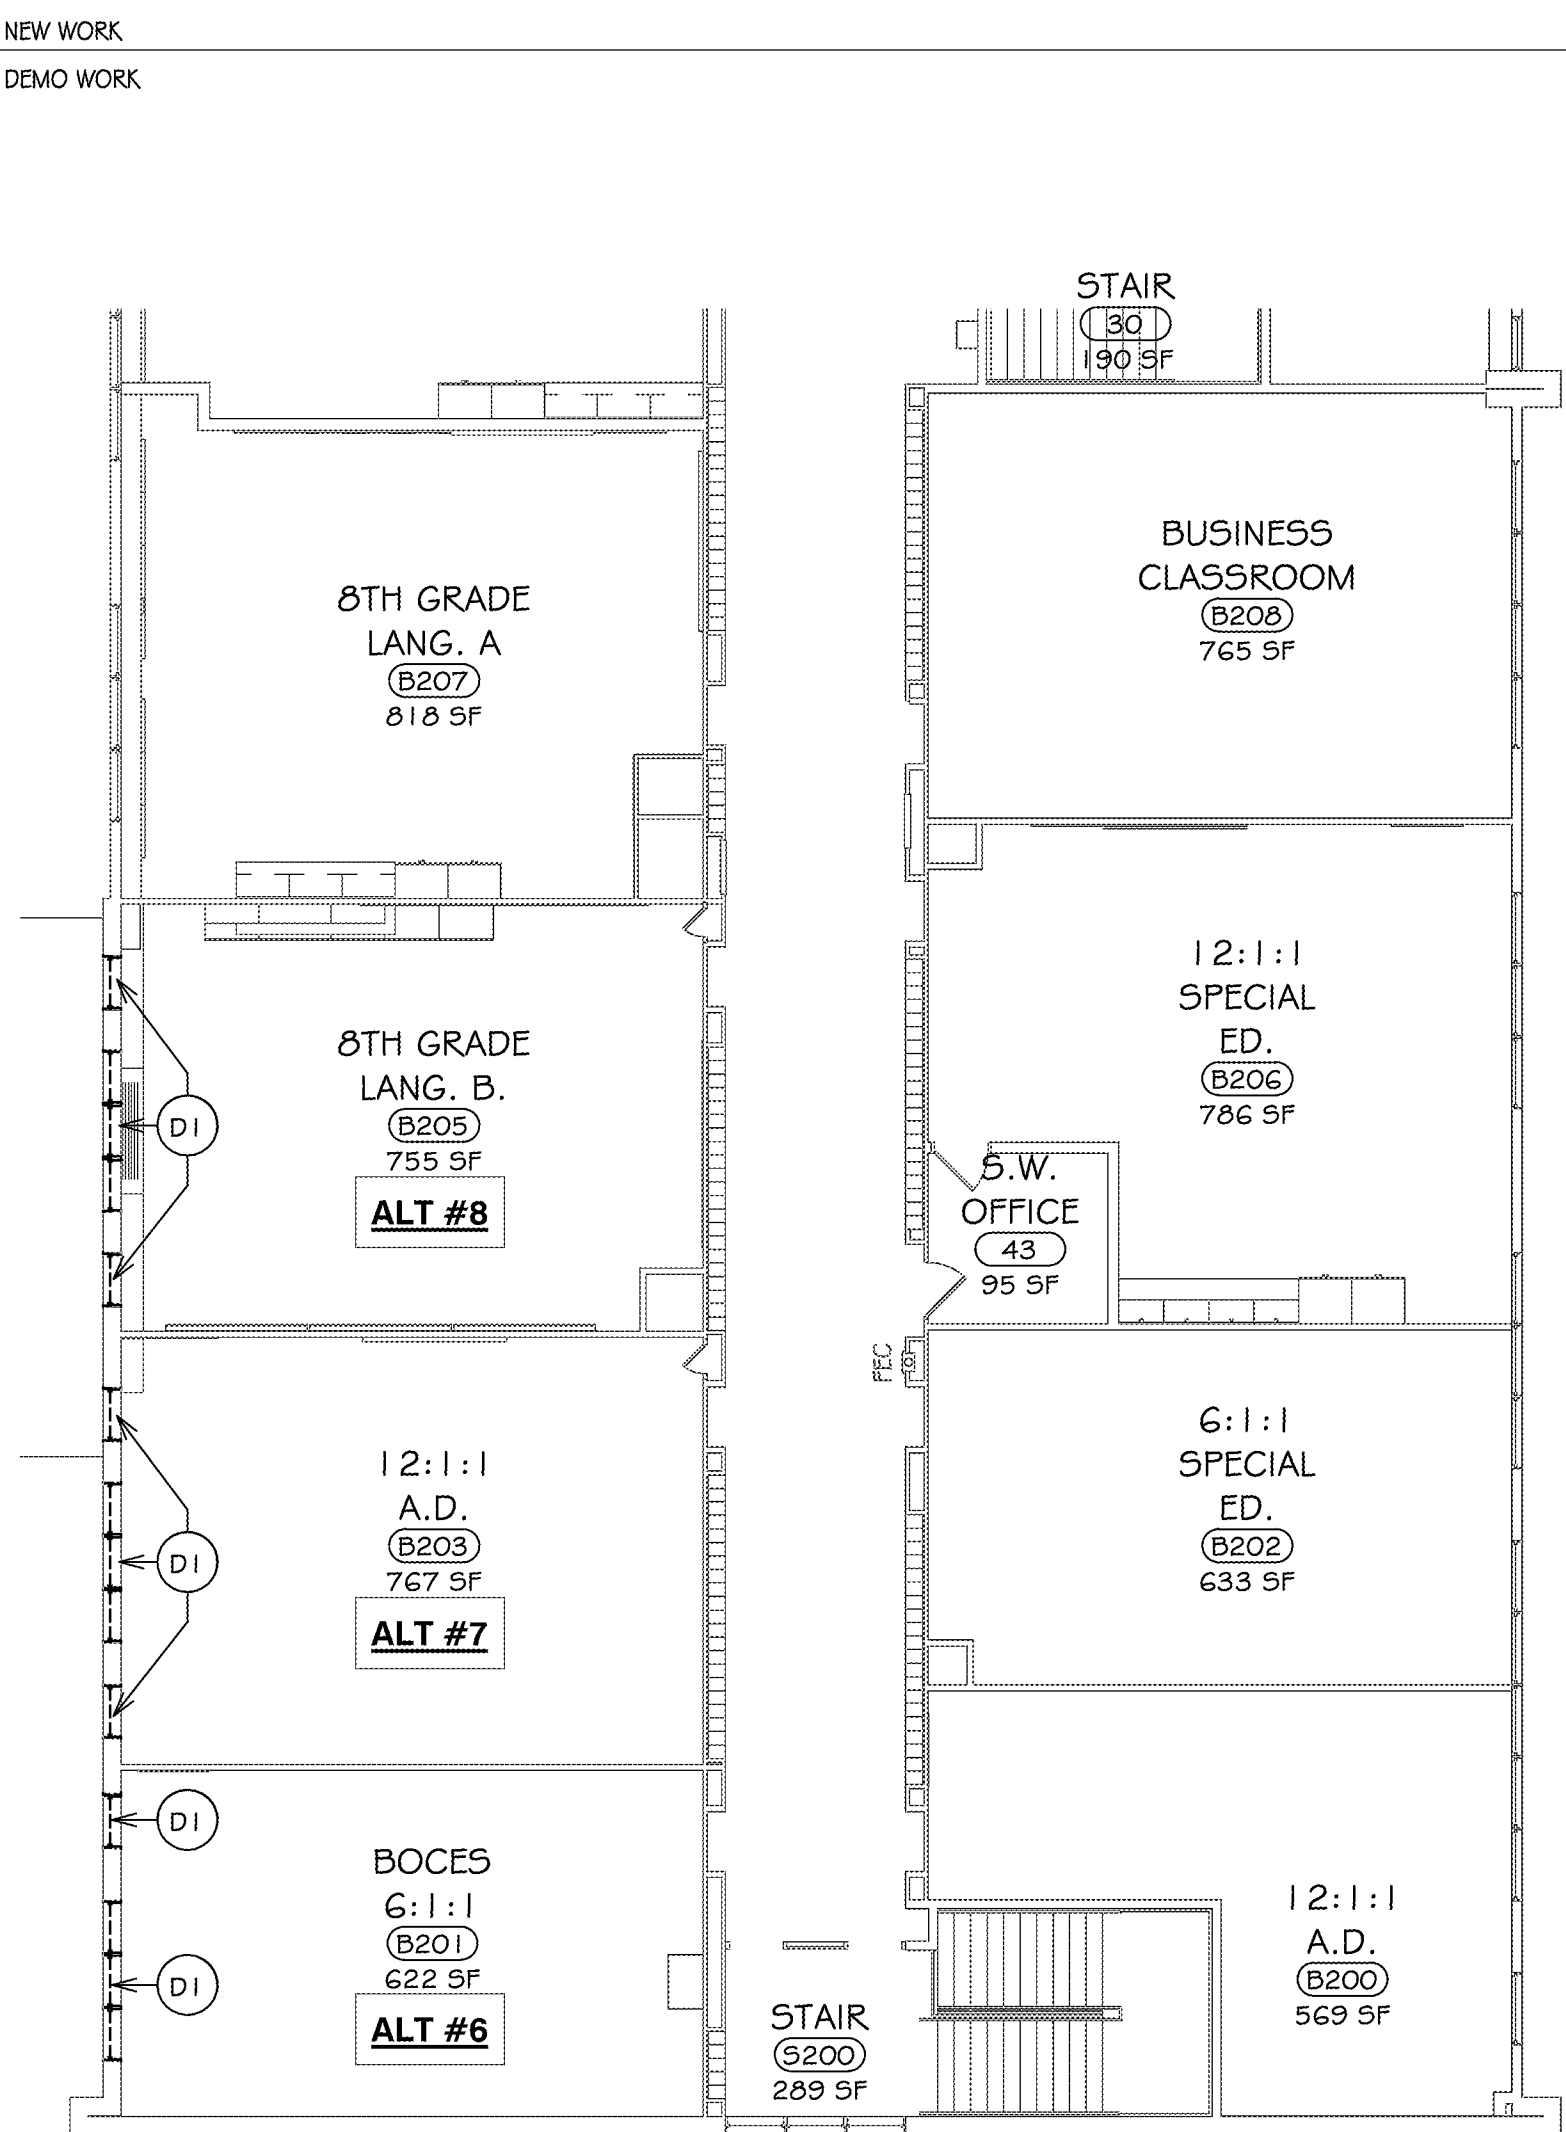 NEW WORK
DEMO WORK
STAIR
30
190 SF
BUSINESS
CLASSROOM
B208
765 SF
8TH GRADE
LANG. A
B207
818 SF
12:1:1
SPECIAL
ED.
B206
786 SF
8TH GRADE
LANG. B.
B205
755 SF
ALT #8
D1
S.W.
OFFICE
43
95 SF
FEC
6:1:1
SPECIAL
ED.
B202
633 SF
12:1:1
A.D.
B203
767 SF
ALT #7
D1
D1
BOCES
6:1:1
B201
622 SF
ALT #6
D1
12:1:1
A.D.
B200
569 SF
STAIR
S200
289 SF